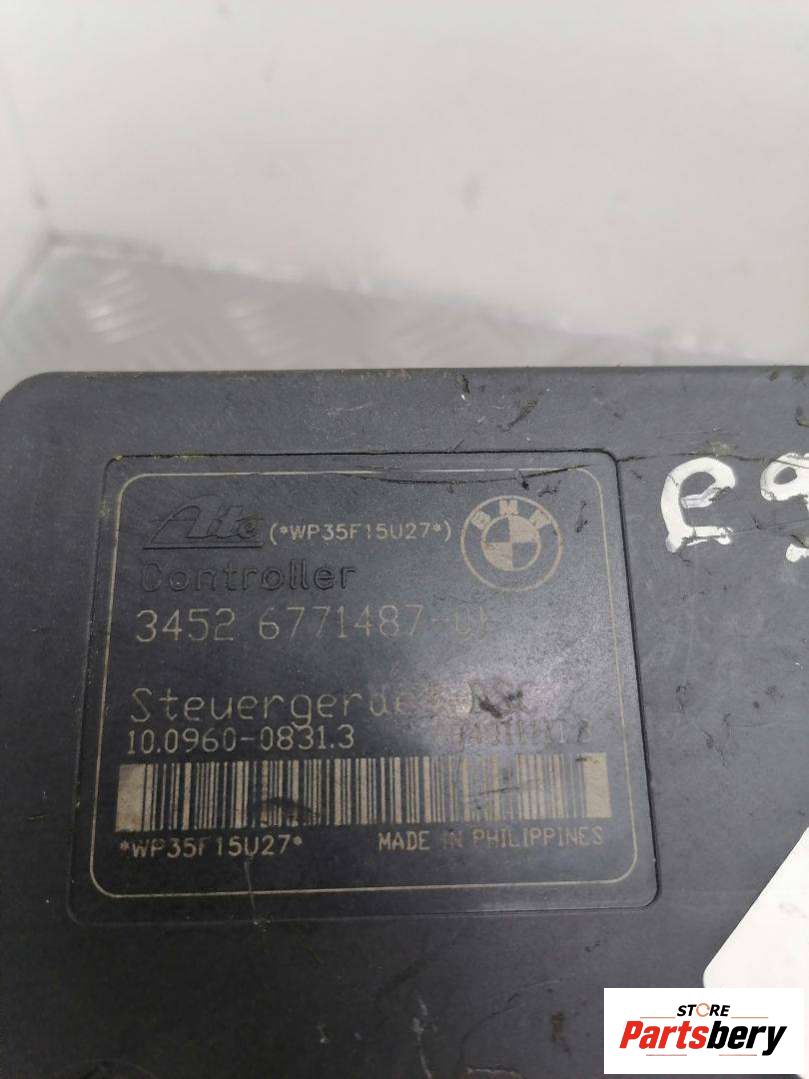 Ate (*WP35F15U27*)
BMW
Controller
3452 6771487
Steuergerät
10.0960-0831.3
*WP35F15U27* MADE IN PHILIPPINES
STORE
Partsbery